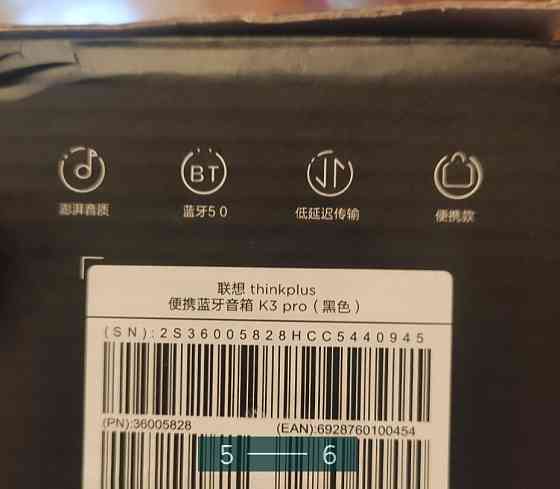 BT
澎湃音质
蓝牙5 0
低延迟传输
便携款
联想 thinkplus
便携蓝牙音箱 K3 pro（黑色）
(SN):2S36005828HCC5440945
(PN):36005828
(EAN):6928760100454
5 — 6